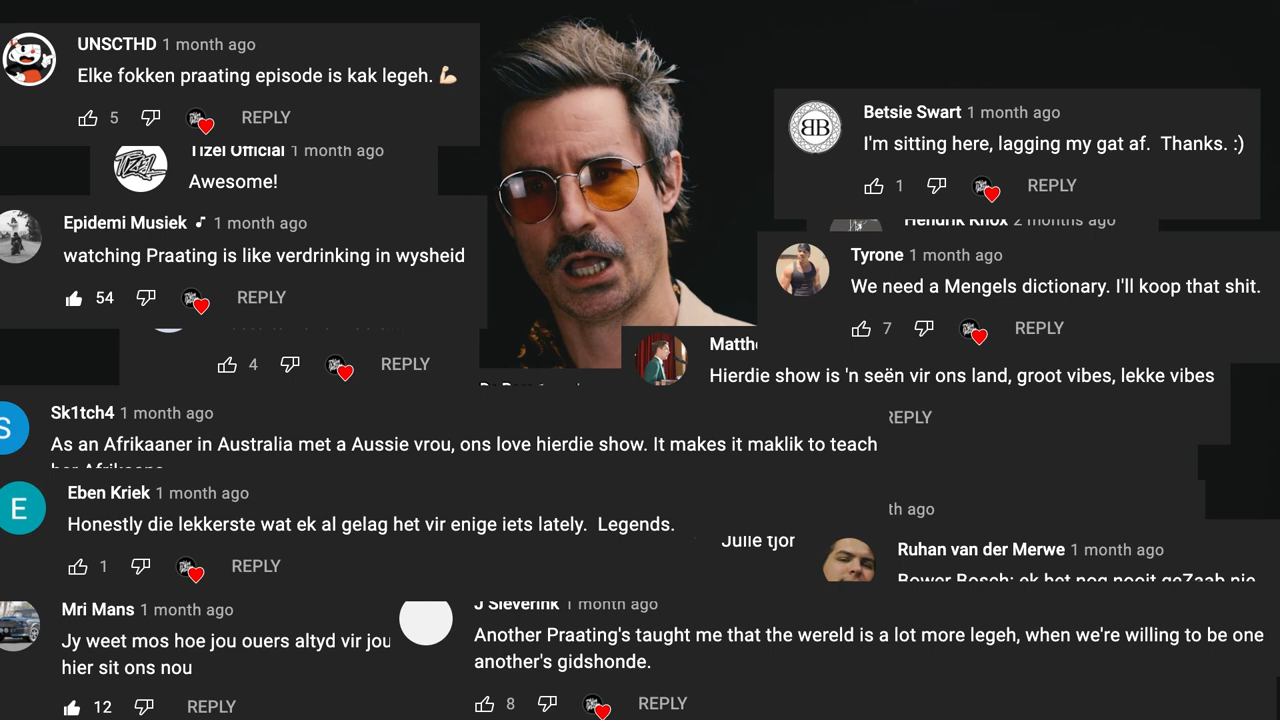 UNSCTHD 1 month ago
Elke fokken praating episode is kak legeh. 💪🏼
5 REPLY
Tizel Official 1 month ago
Awesome!
Epidemi Musiek 1 month ago
watching Praating is like verdrinking in wysheid
54 REPLY
4 REPLY
Betsie Swart 1 month ago
I'm sitting here, lagging my gat af. Thanks. :)
1 REPLY
Hendrik Knox 2 months ago
Tyrone 1 month ago
We need a Mengels dictionary. I'll koop that shit.
7 REPLY
Matth
Hierdie show is 'n seën vir ons land, groot vibes, lekke vibes
REPLY
Sk1tch4 1 month ago
As an Afrikaaner in Australia met a Aussie vrou, ons love hierdie show. It makes it maklik to teach
her Afrikaans
Eben Kriek 1 month ago
Honestly die lekkerste wat ek al gelag het vir enige iets lately. Legends.
1 REPLY
th ago
Julle tjor
Ruhan van der Merwe 1 month ago
Bower Bosch: ek het nog nooit geZaab nie
Mri Mans 1 month ago
Jy weet mos hoe jou ouers altyd vir jou
hier sit ons nou
12 REPLY
J Sieverink 1 month ago
Another Praating's taught me that the wereld is a lot more legeh, when we're willing to be one
another's gidshonde.
8 REPLY